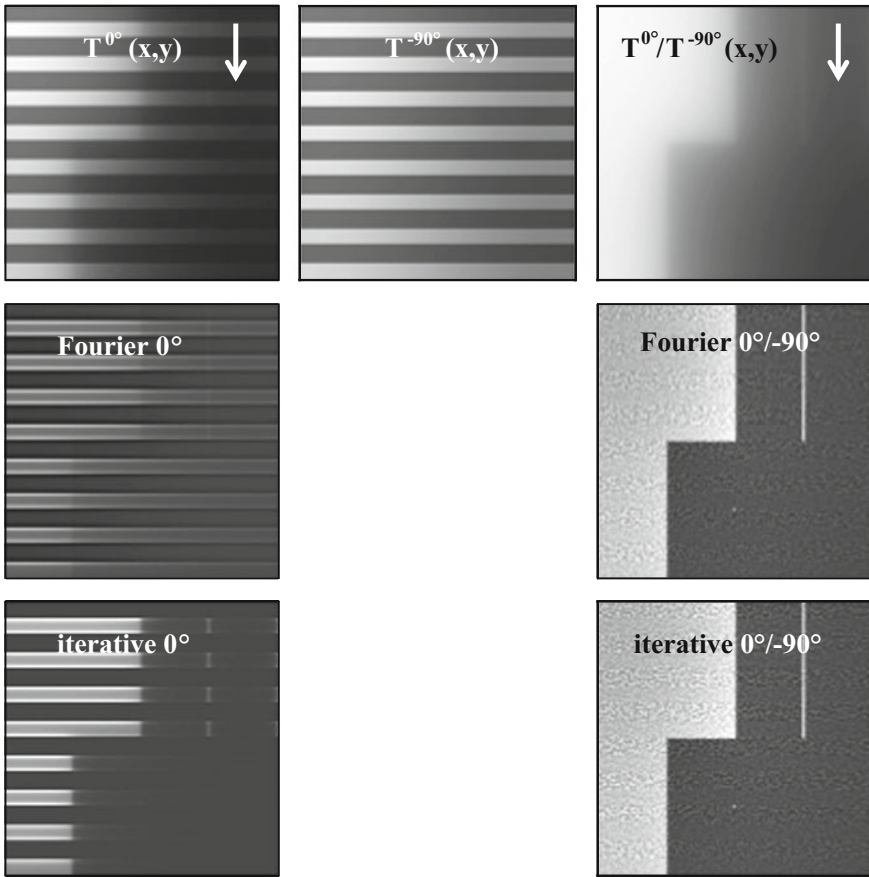 T⁰° (x,y)
T⁻⁹⁰° (x,y)
T⁰°/T⁻⁹⁰° (x,y)
Fourier 0°
Fourier 0°/-90°
iterative 0°
iterative 0°/-90°